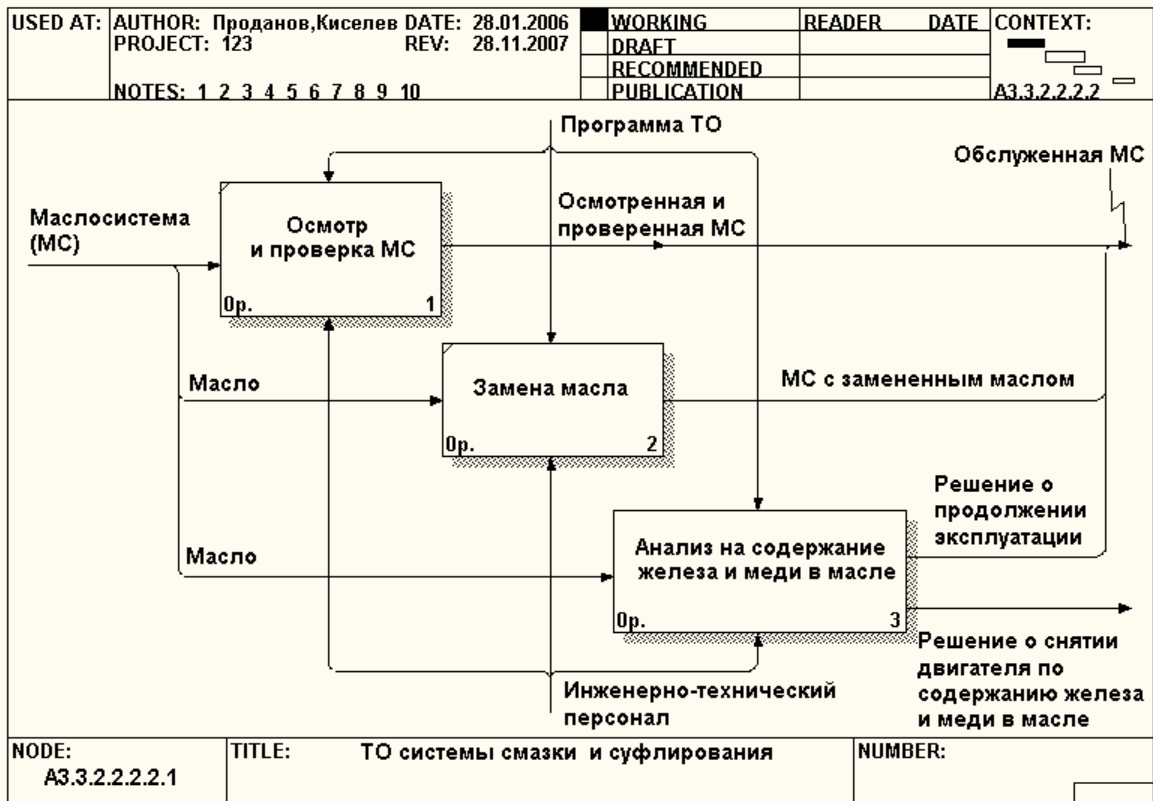 USED AT: AUTHOR: Проданов,Киселев DATE: 28.01.2006 WORKING READER DATE CONTEXT:
PROJECT: 123 REV: 28.11.2007 DRAFT
RECOMMENDED
NOTES: 1 2 3 4 5 6 7 8 9 10 PUBLICATION A3.3.2.2.2.2
Программа ТО
Обслуженная МС
Маслосистема
(МС)
Осмотр
и проверка МС
0р. 1
Осмотренная и
проверенная МС
Масло
Замена масла
0р. 2
МС с замененным маслом
Масло
Анализ на содержание
железа и меди в масле
0р. 3
Решение о
продолжении
эксплуатации
Решение о снятии
двигателя по
содержанию железа
и меди в масле
Инженерно-технический
персонал
NODE: TITLE: ТО системы смазки и суфлирования NUMBER:
A3.3.2.2.2.2.1